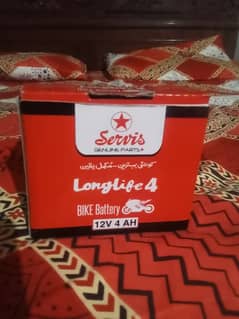 Servis
GENUINE PARTS+
Longlife 4
BIKE Battery
12V 4 AH